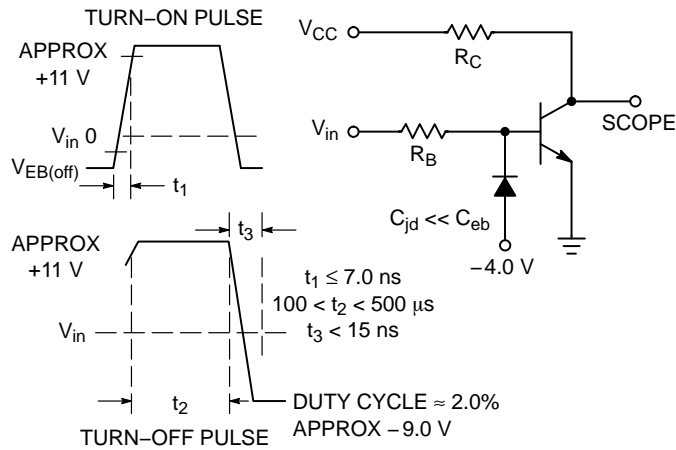 TURN–ON PULSE
APPROX
+11 V
V_in 0
V_EB(off)
t_1
V_CC
R_C
V_in
R_B
SCOPE
C_jd << C_eb
–4.0 V
t_3
APPROX
+11 V
t_1 ≤ 7.0 ns
100 < t_2 < 500 μs
t_3 < 15 ns
V_in
t_2
DUTY CYCLE ≈ 2.0%
APPROX –9.0 V
TURN–OFF PULSE